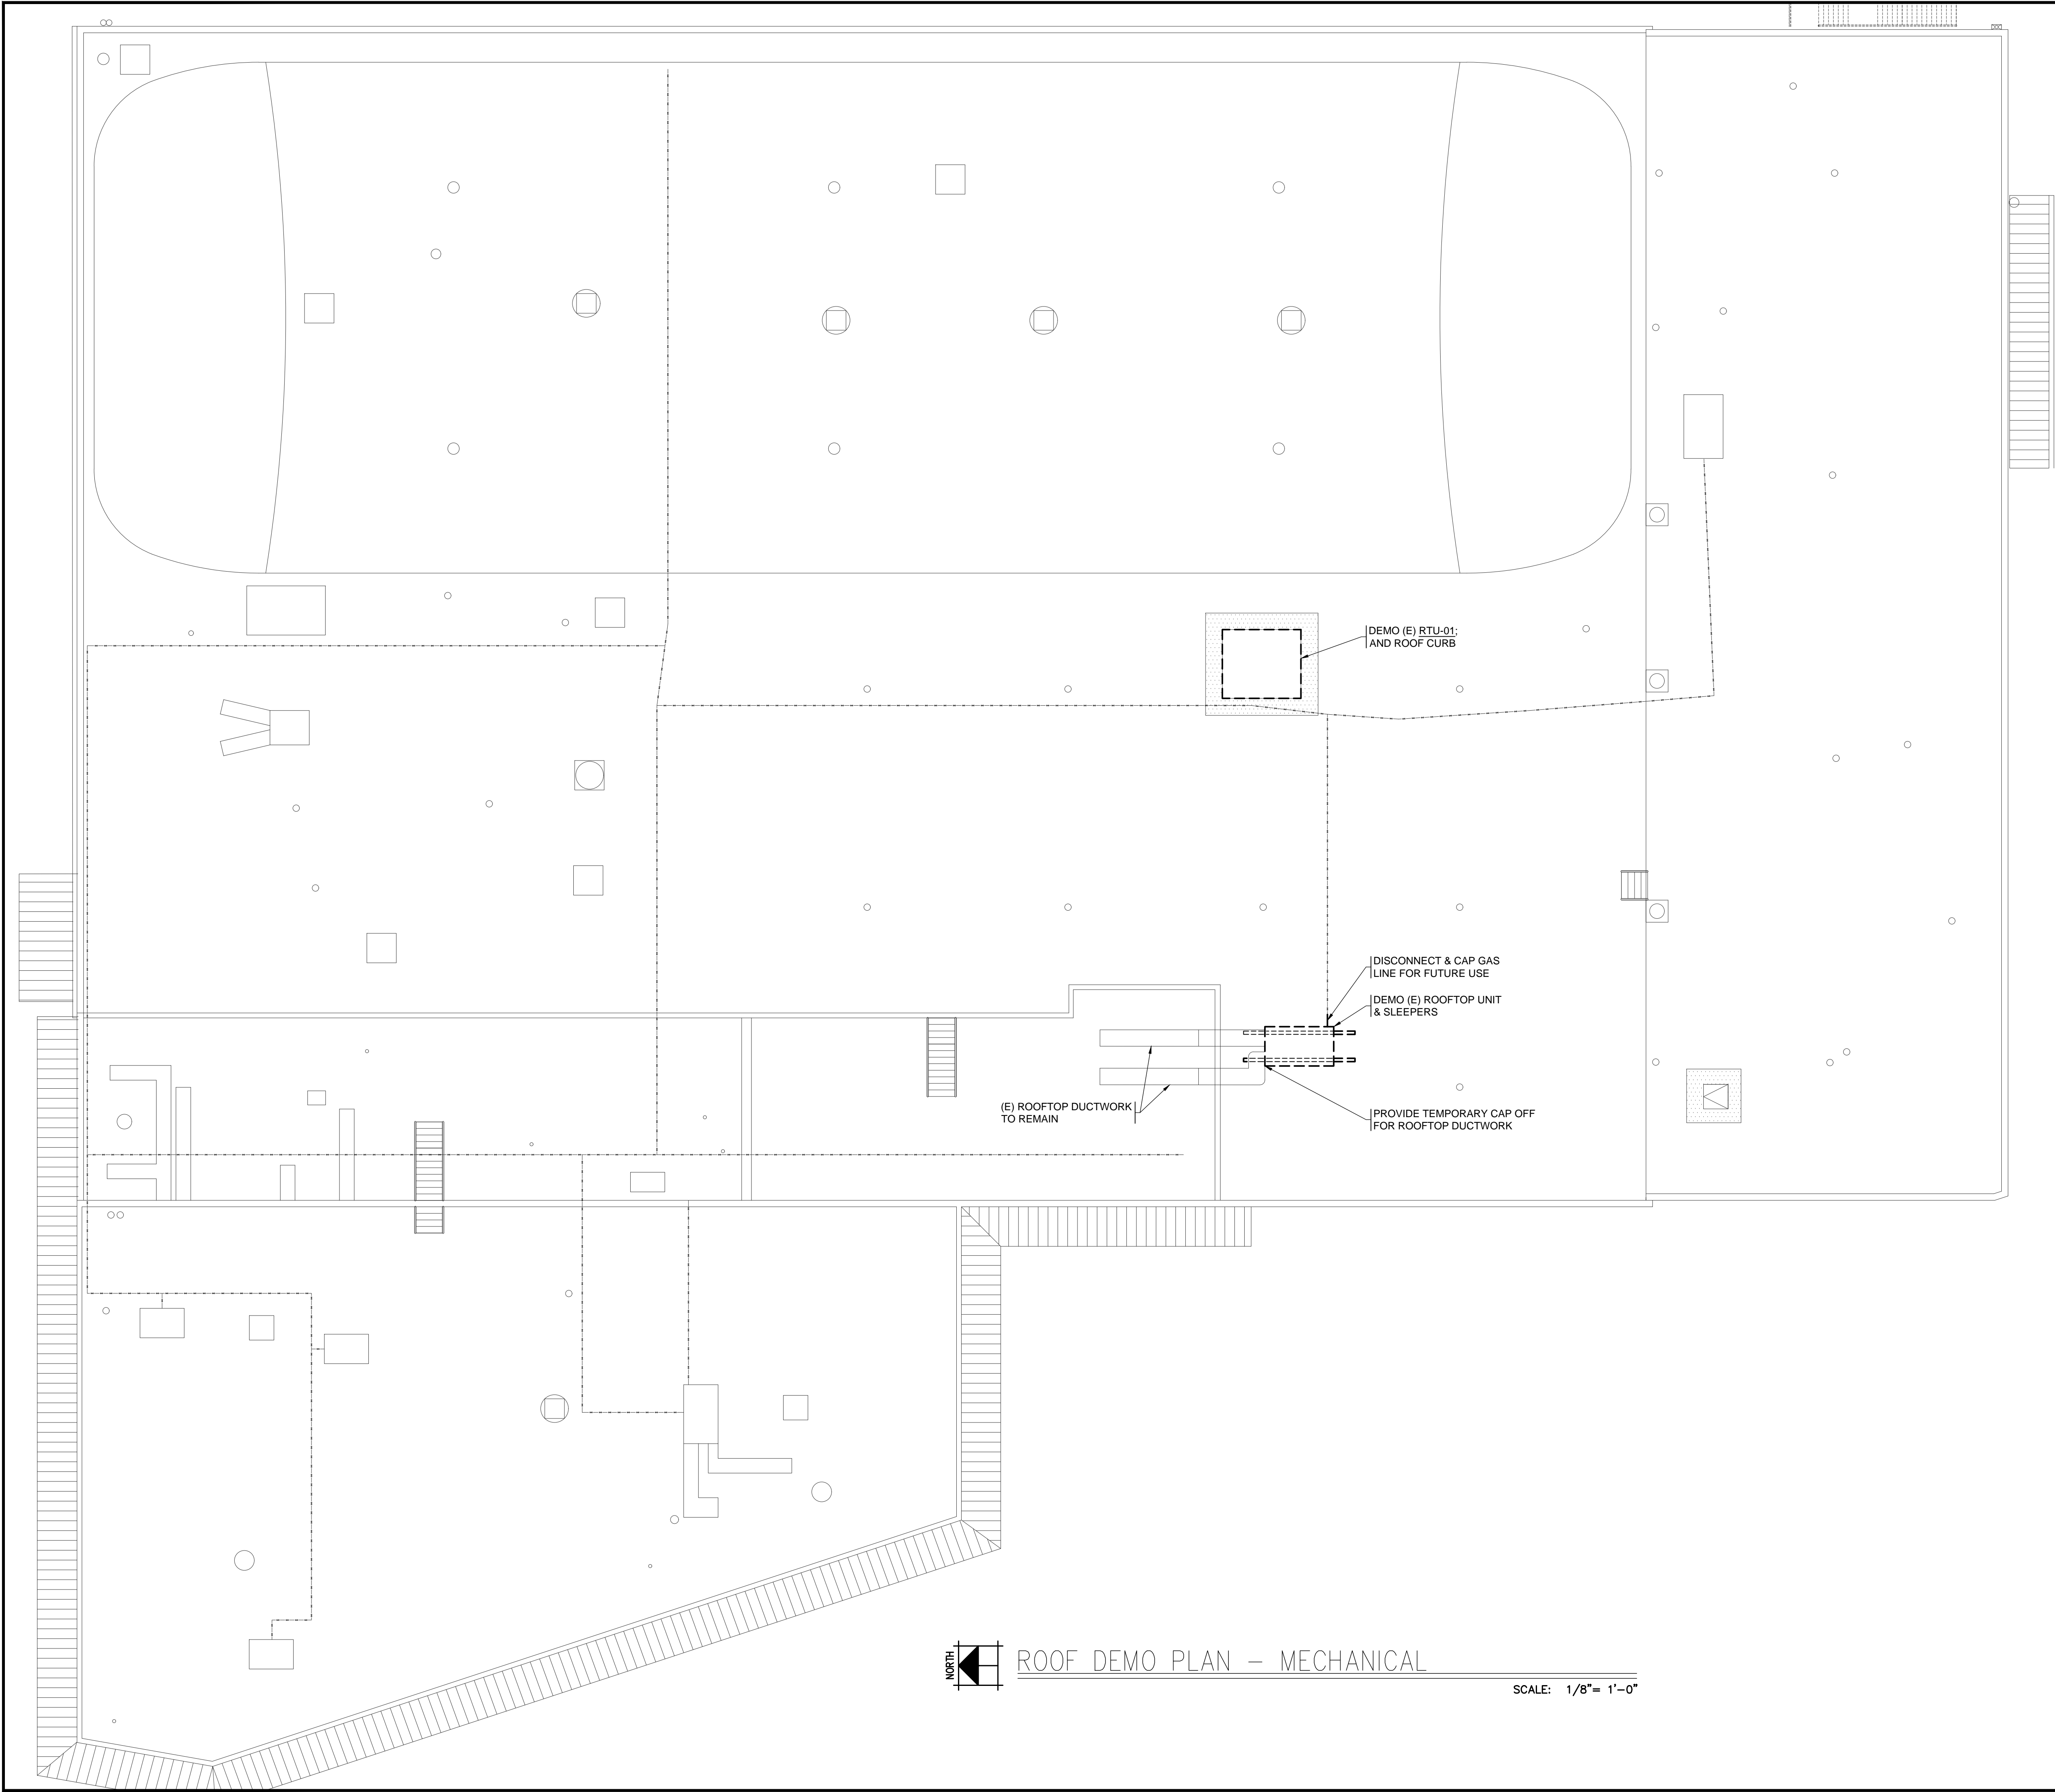 DEMO (E) RTU-01;
AND ROOF CURB
DISCONNECT & CAP GAS
LINE FOR FUTURE USE
DEMO (E) ROOFTOP UNIT
& SLEEPERS
(E) ROOFTOP DUCTWORK
TO REMAIN
PROVIDE TEMPORARY CAP OFF
FOR ROOFTOP DUCTWORK
NORTH
ROOF DEMO PLAN - MECHANICAL
SCALE: 1/8"= 1'-0"